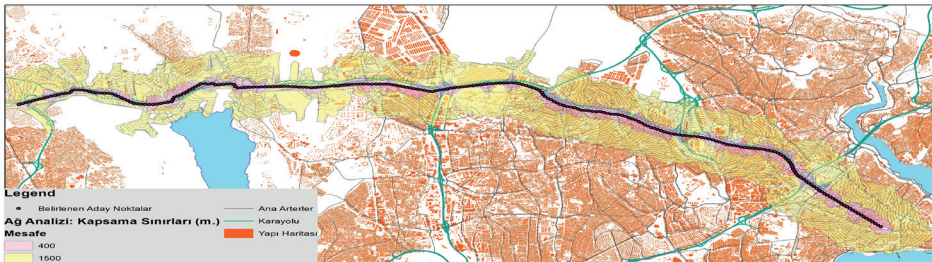 Legend
Belirlenen Aday Noktalar
Ağ Analizi: Kapsama Sınırları (m.)
Mesafe
400
1500
Ana Arterler
Karayolu
Yapı Haritası